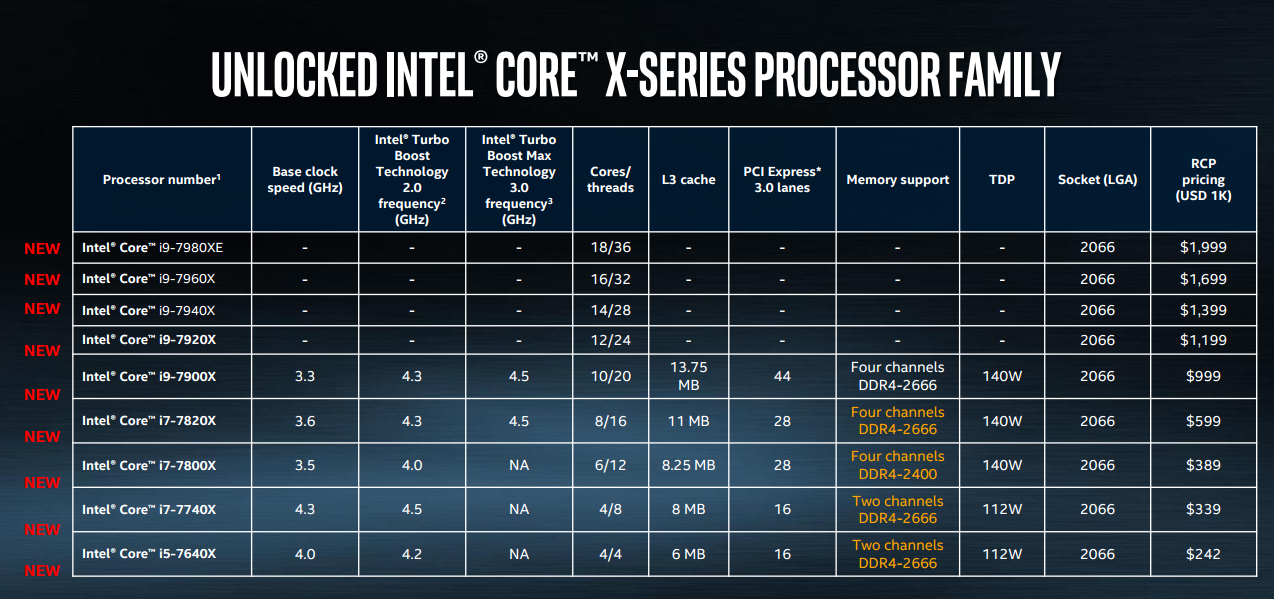 UNLOCKED INTEL® CORE™ X-SERIES PROCESSOR FAMILY
Processor number¹ Base clock speed (GHz) Intel® Turbo Boost Technology 2.0 frequency² (GHz) Intel® Turbo Boost Max Technology 3.0 frequency³ (GHz) Cores/ threads L3 cache PCI Express* 3.0 lanes Memory support TDP Socket (LGA) RCP pricing (USD 1K)
NEW Intel® Core™ i9-7980XE - - - 18/36 - - - - 2066 $1,999
NEW Intel® Core™ i9-7960X - - - 16/32 - - - - 2066 $1,699
NEW Intel® Core™ i9-7940X - - - 14/28 - - - - 2066 $1,399
NEW Intel® Core™ i9-7920X - - - 12/24 - - - - 2066 $1,199
NEW Intel® Core™ i9-7900X 3.3 4.3 4.5 10/20 13.75 MB 44 Four channels DDR4-2666 140W 2066 $999
NEW Intel® Core™ i7-7820X 3.6 4.3 4.5 8/16 11 MB 28 Four channels DDR4-2666 140W 2066 $599
NEW Intel® Core™ i7-7800X 3.5 4.0 NA 6/12 8.25 MB 28 Four channels DDR4-2400 140W 2066 $389
NEW Intel® Core™ i7-7740X 4.3 4.5 NA 4/8 8 MB 16 Two channels DDR4-2666 112W 2066 $339
NEW Intel® Core™ i5-7640X 4.0 4.2 NA 4/4 6 MB 16 Two channels DDR4-2666 112W 2066 $242